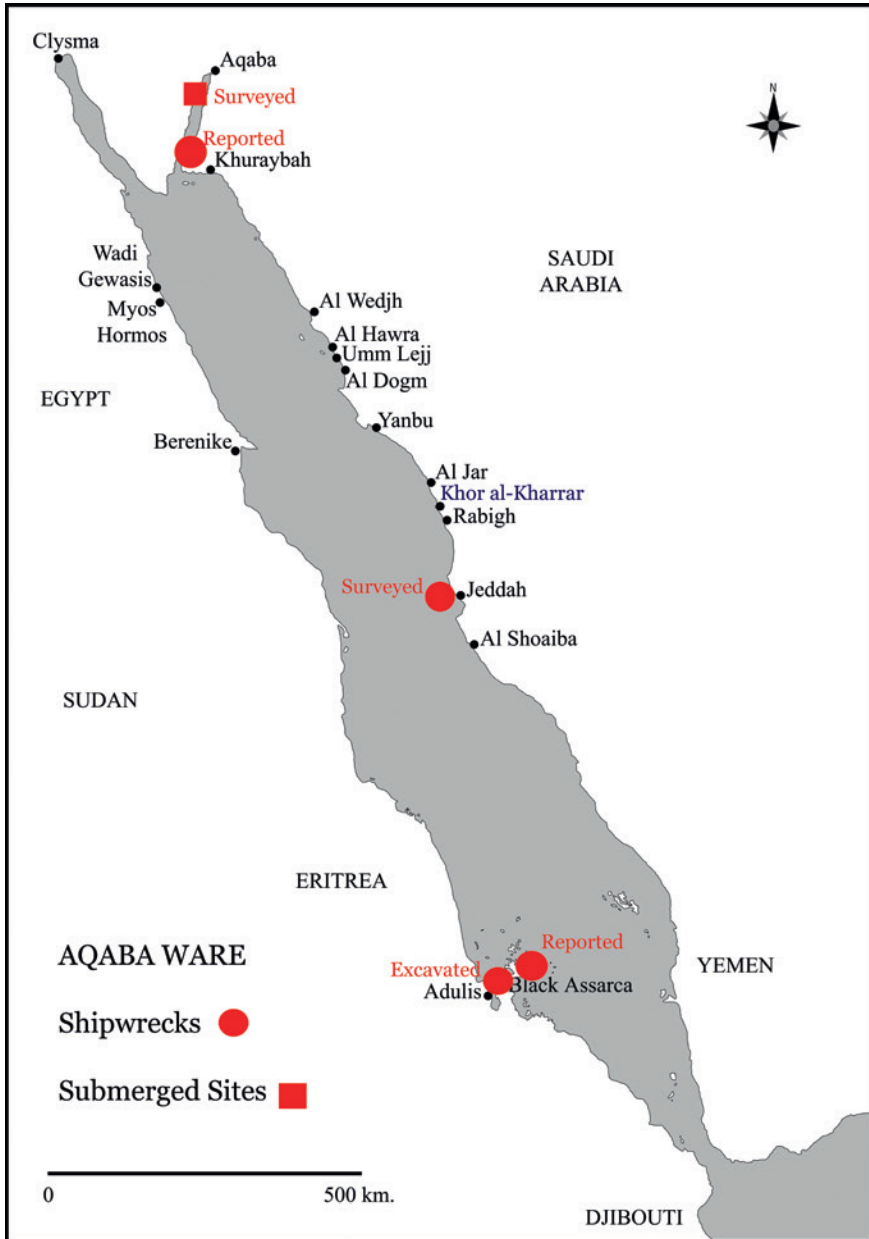 Clysma
Aqaba
Surveyed
Reported
Khuraybah
N
Wadi
Gewasis
Myos
Hormos
SAUDI
ARABIA
Al Wedjh
Al Hawra
Umm Lejj
Al Dogm
EGYPT
Yanbu
Berenike
Al Jar
Khor al-Kharrar
Rabigh
Surveyed
Jeddah
Al Shoaiba
SUDAN
ERITREA
Reported
Excavated
Black Assarca
Adulis
YEMEN
AQABA WARE
Shipwrecks
Submerged Sites
0 500 km.
DJIBOUTI